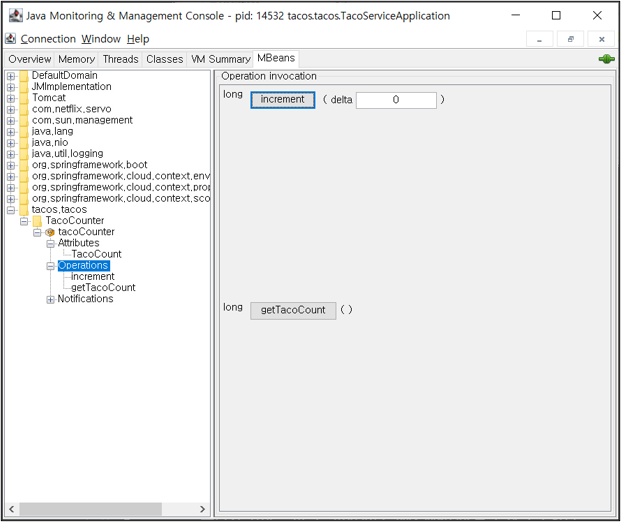 Java Monitoring & Management Console - pid: 14532 tacos.tacos.TacoServiceApplication
Connection Window Help
Overview Memory Threads Classes VM Summary MBeans
DefaultDomain
JMImplementation
Tomcat
com.netflix.servo
com.sun.management
java.lang
java.nio
java.util.logging
org.springframework.boot
org.springframework.cloud.context.env
org.springframework.cloud.context.prop
org.springframework.cloud.context.sco
tacos.tacos
TacoCounter
tacoCounter
Attributes
TacoCount
Operations
increment
getTacoCount
Notifications
Operation invocation
long increment ( delta 0 )
long getTacoCount ( )